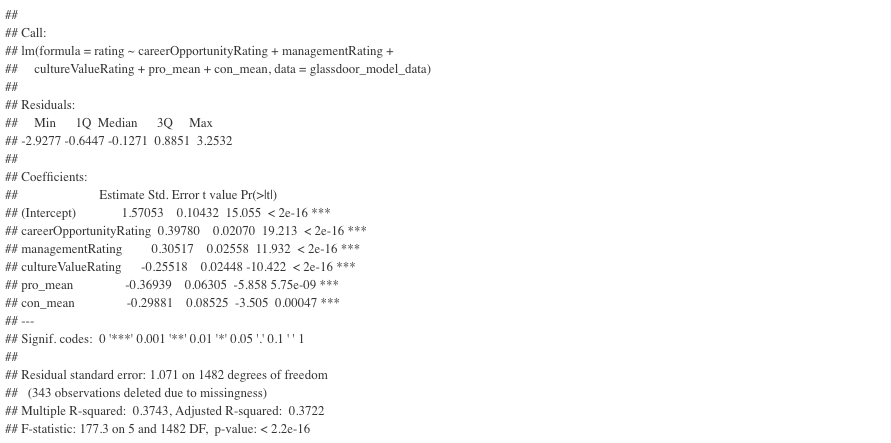 ##
## Call:
## lm(formula = rating ~ careerOpportunityRating + managementRating +
## cultureValueRating + pro_mean + con_mean, data = glassdoor_model_data)
##
## Residuals:
## Min 1Q Median 3Q Max
## -2.9277 -0.6447 -0.1271 0.8851 3.2532
##
## Coefficients:
## Estimate Std. Error t value Pr(>|t|)
## (Intercept) 1.57053 0.10432 15.055 < 2e-16 ***
## careerOpportunityRating 0.39780 0.02070 19.213 < 2e-16 ***
## managementRating 0.30517 0.02558 11.932 < 2e-16 ***
## cultureValueRating -0.25518 0.02448 -10.422 < 2e-16 ***
## pro_mean -0.36939 0.06305 -5.858 5.75e-09 ***
## con_mean -0.29881 0.08525 -3.505 0.00047 ***
## ---
## Signif. codes: 0 '***' 0.001 '**' 0.01 '*' 0.05 '.' 0.1 ' ' 1
##
## Residual standard error: 1.071 on 1482 degrees of freedom
## (343 observations deleted due to missingness)
## Multiple R-squared: 0.3743, Adjusted R-squared: 0.3722
## F-statistic: 177.3 on 5 and 1482 DF, p-value: < 2.2e-16